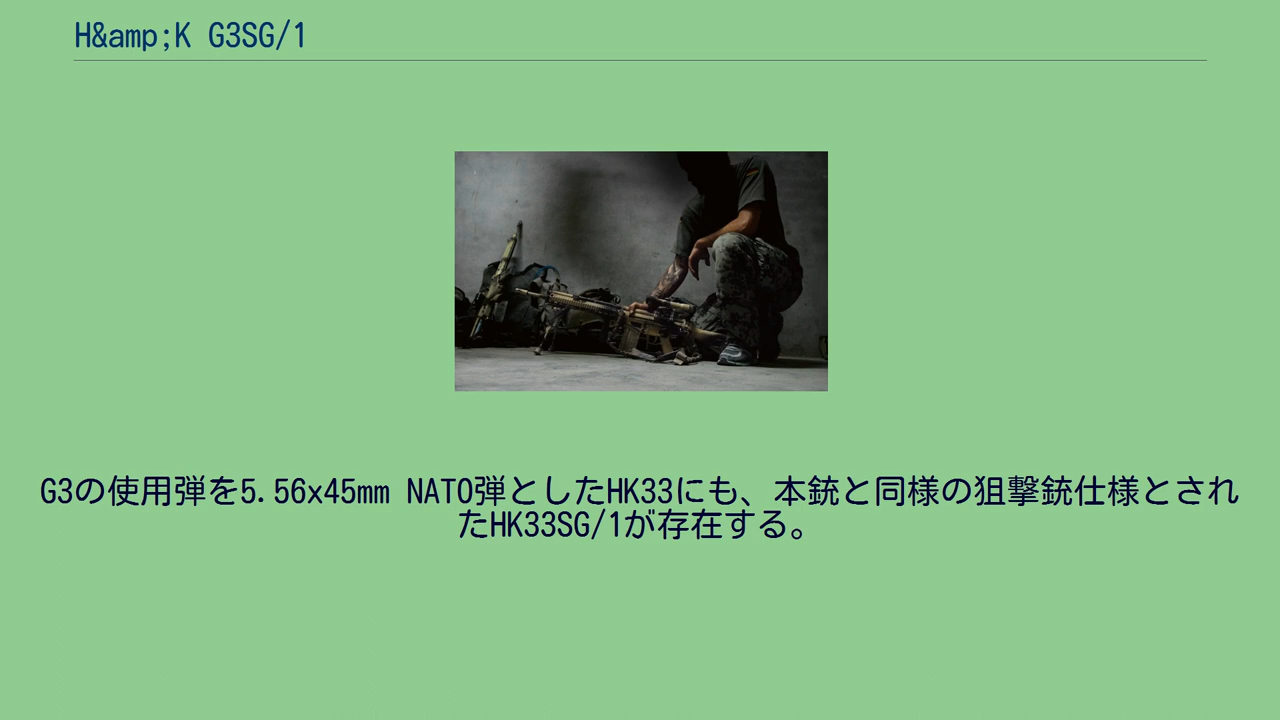 H&amp;K G3SG/1
G3の使用弾を5.56x45mm NATO弾としたHK33にも、本銃と同様の狙撃銃仕様とされ
たHK33SG/1が存在する。